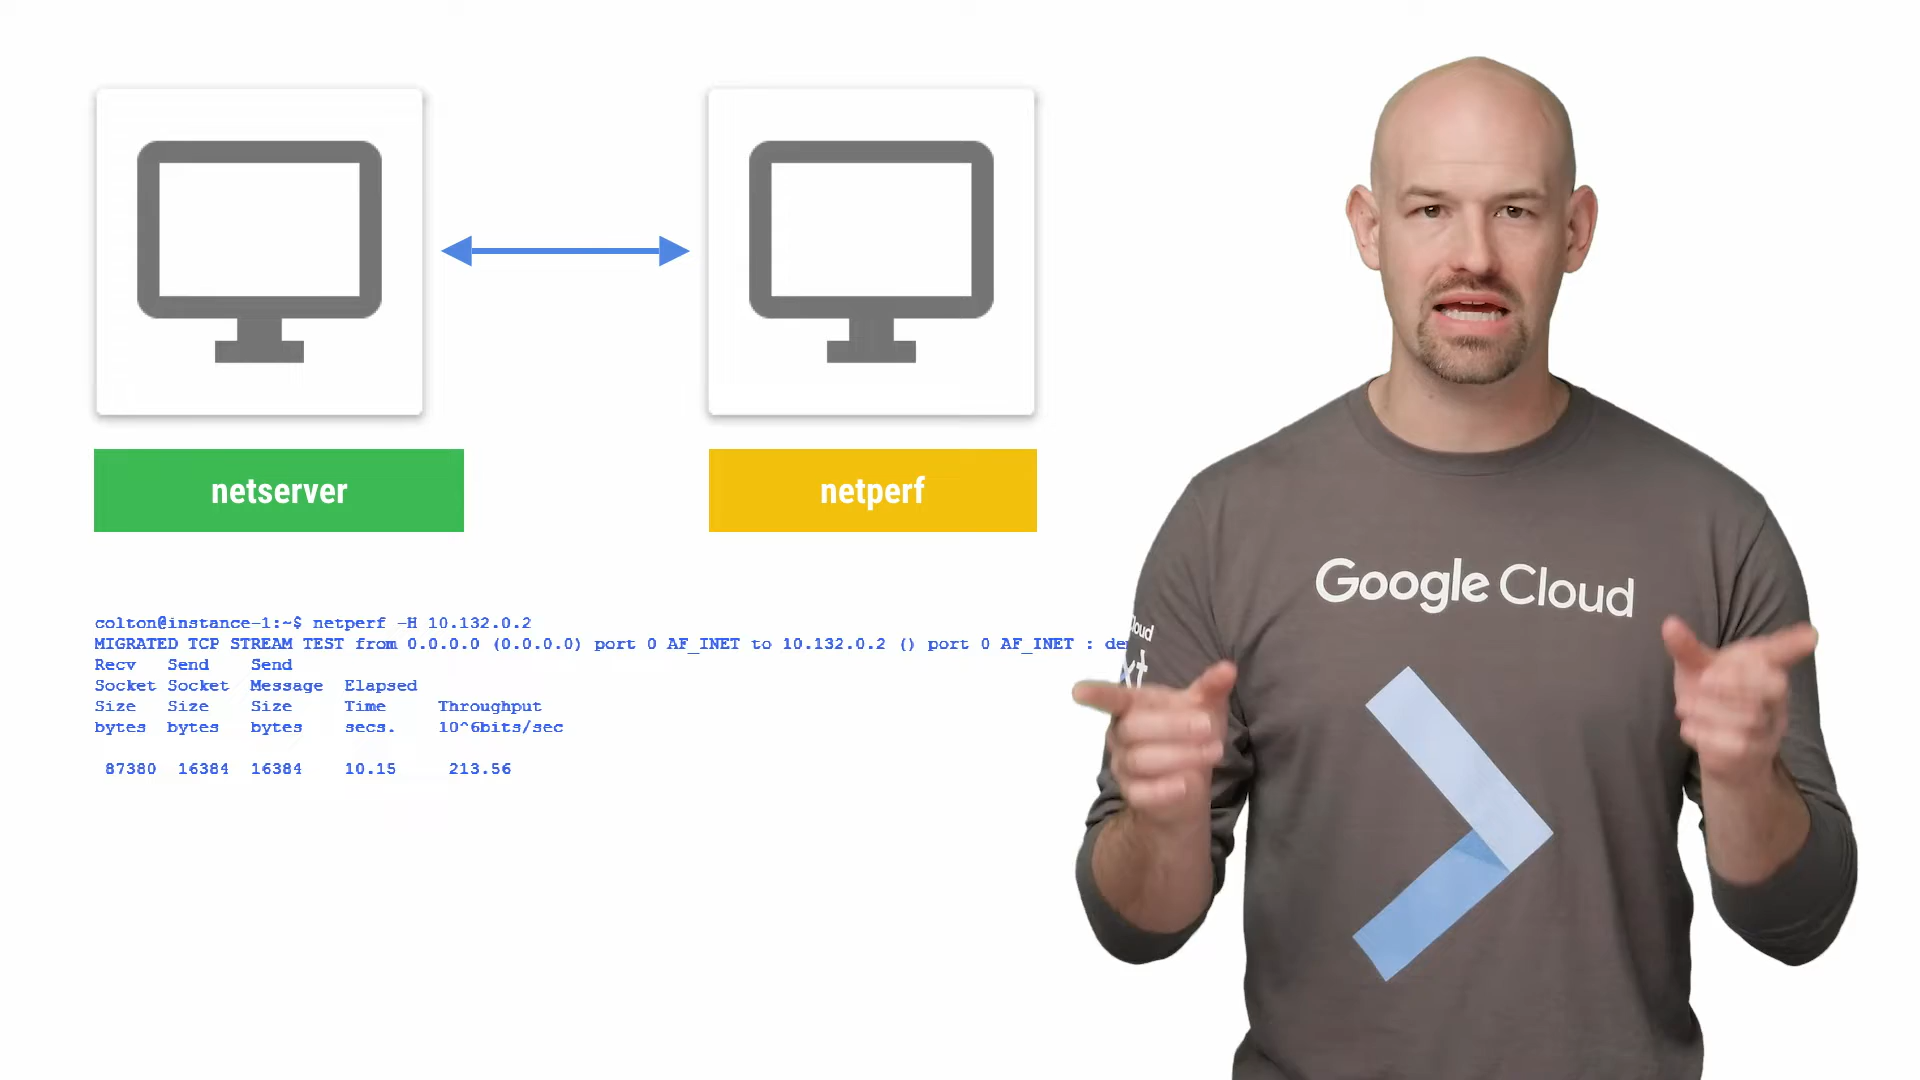 netserver
netperf
colton@instance-1:~$ netperf -H 10.132.0.2
MIGRATED TCP STREAM TEST from 0.0.0.0 (0.0.0.0) port 0 AF_INET to 10.132.0.2 () port 0 AF_INET : de
Recv Send Send
Socket Socket Message Elapsed
Size Size Size Time Throughput
bytes bytes bytes secs. 10^6bits/sec
87380 16384 16384 10.15 213.56
Google Cloud
oud
xt